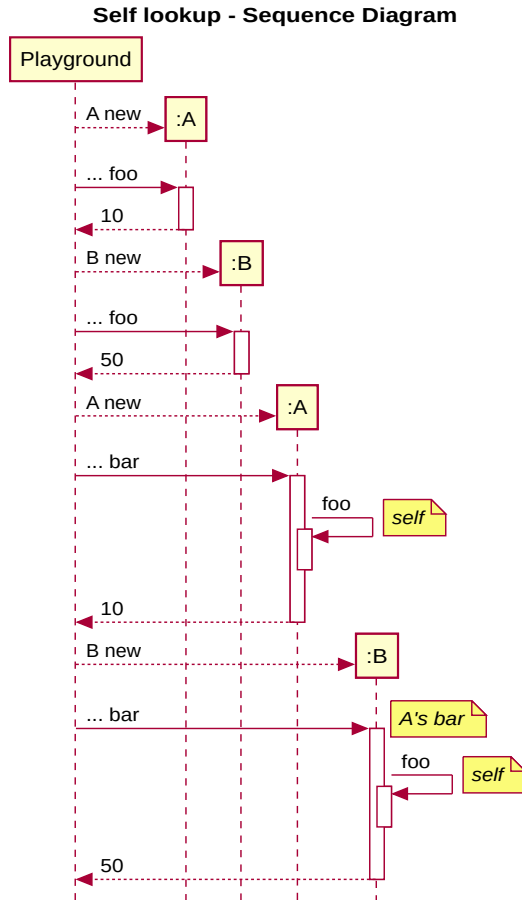 Self lookup - Sequence Diagram
Playground
A new
:A
... foo
10
B new
:B
... foo
50
A new
:A
... bar
foo
self
10
B new
:B
... bar
A's bar
foo
self
50